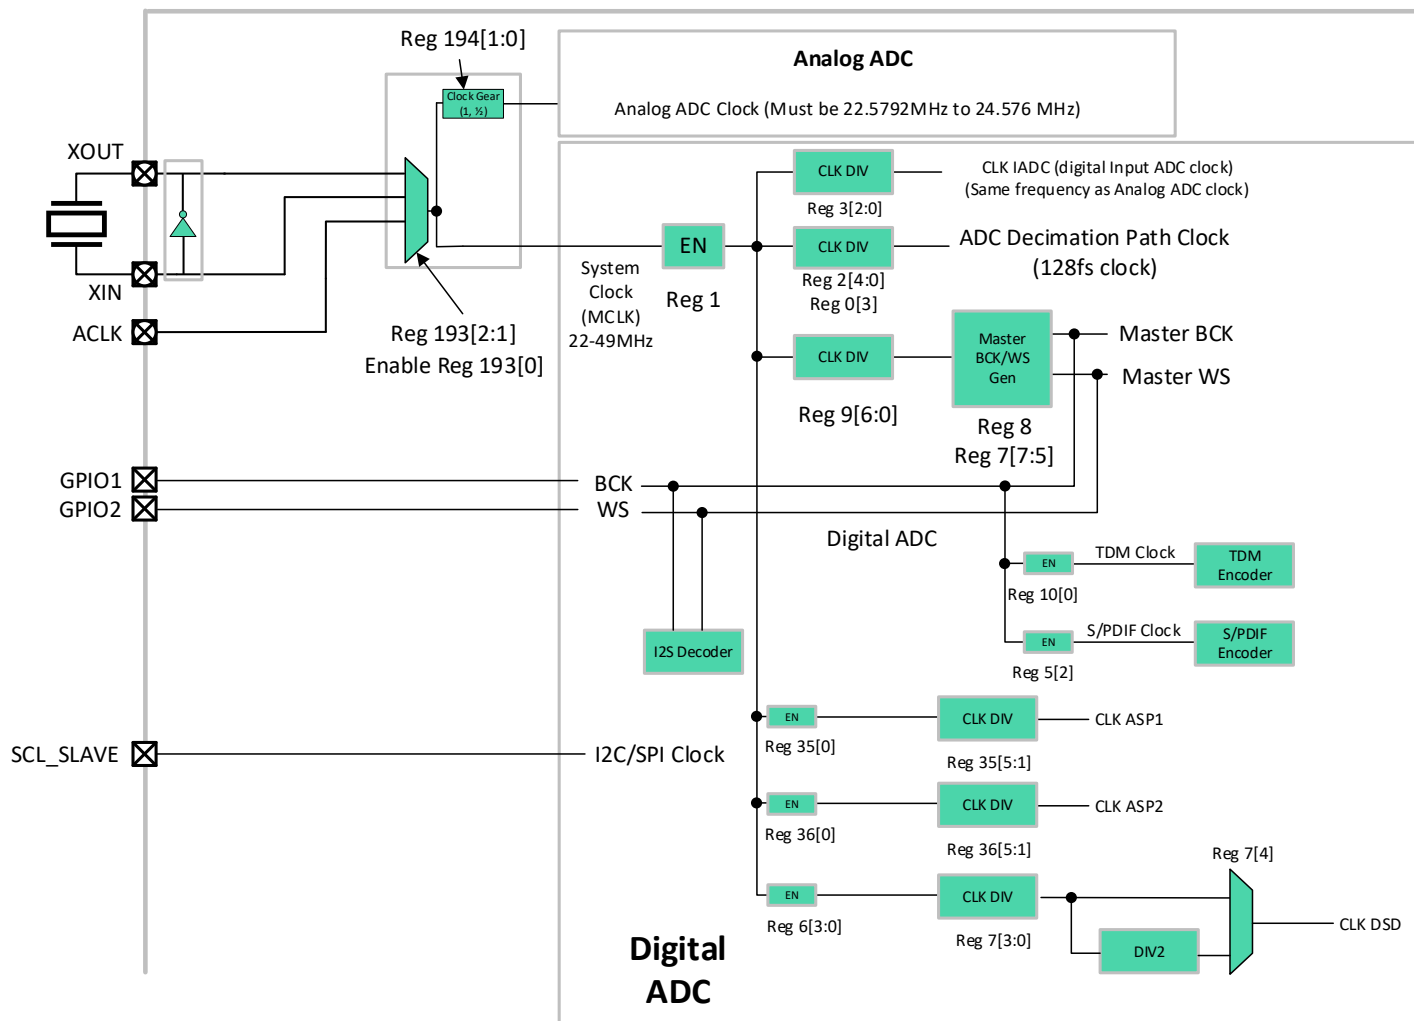 Reg 194[1:0]
Analog ADC
Clock Gear
(1, ½)
Analog ADC Clock (Must be 22.5792MHz to 24.576 MHz)
XOUT
CLK DIV
CLK IADC (digital Input ADC clock)
(Same frequency as Analog ADC clock)
Reg 3[2:0]
EN
CLK DIV
ADC Decimation Path Clock
(128fs clock)
XIN
System
Clock
(MCLK)
22-49MHz
Reg 1
Reg 2[4:0]
Reg 0[3]
ACLK
Reg 193[2:1]
Enable Reg 193[0]
CLK DIV
Master
BCK/WS
Gen
Master BCK
Master WS
Reg 9[6:0]
Reg 8
Reg 7[7:5]
GPIO1
BCK
GPIO2
WS
Digital ADC
EN
TDM Clock
TDM
Encoder
Reg 10[0]
I2S Decoder
EN
S/PDIF Clock
S/PDIF
Encoder
Reg 5[2]
EN
CLK DIV
CLK ASP1
Reg 35[0]
Reg 35[5:1]
SCL_SLAVE
I2C/SPI Clock
EN
CLK DIV
CLK ASP2
Reg 36[0]
Reg 36[5:1]
Reg 7[4]
EN
CLK DIV
Reg 6[3:0]
Reg 7[3:0]
DIV2
CLK DSD
Digital
ADC